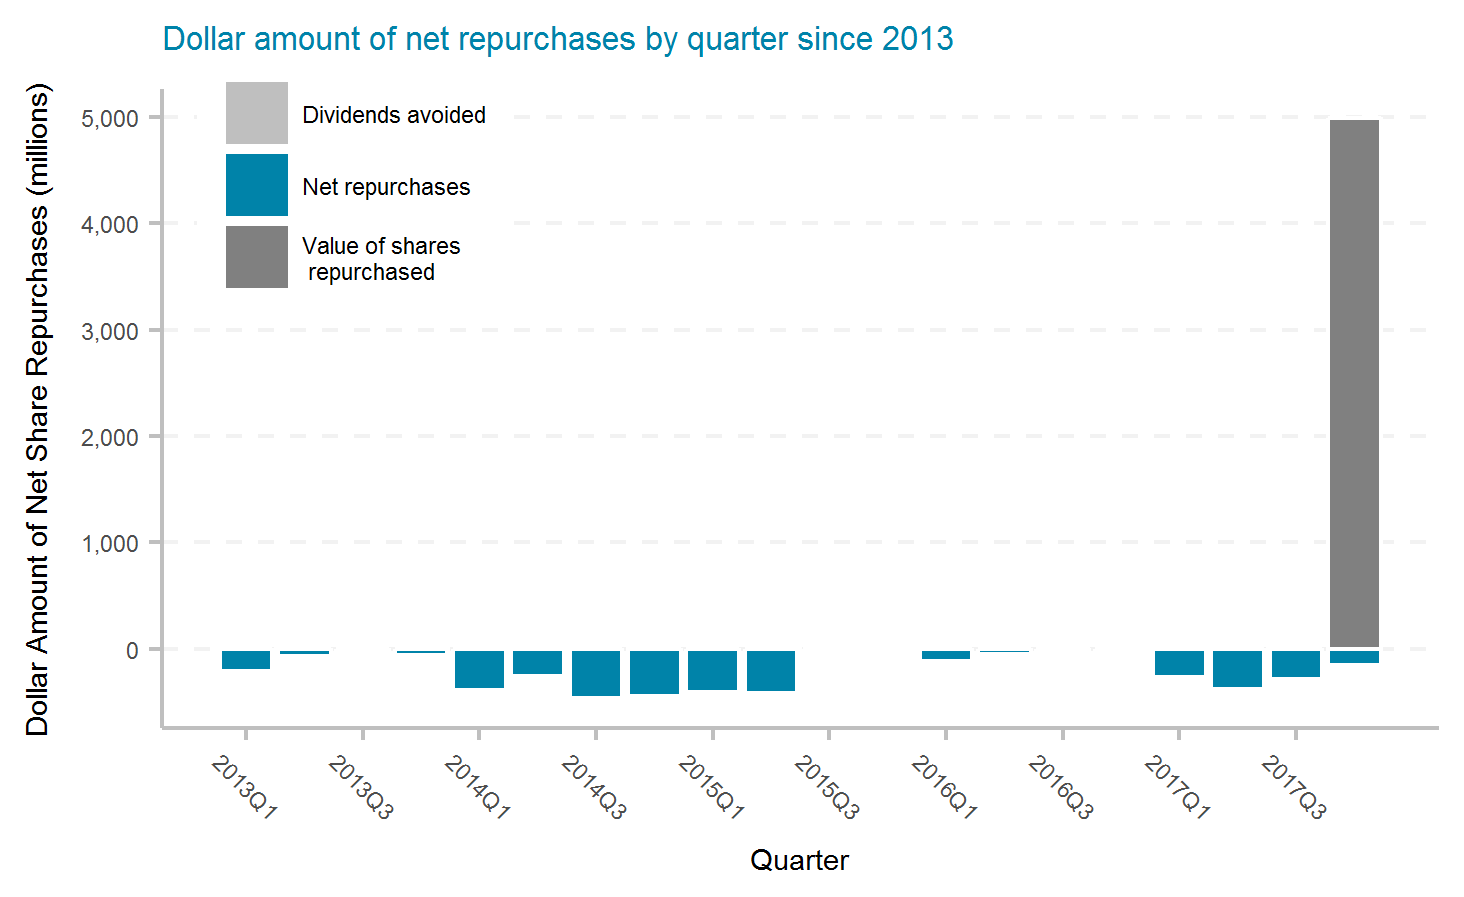 Dollar amount of net repurchases by quarter since 2013
Dollar Amount of Net Share Repurchases (millions)
5,000
4,000
3,000
2,000
1,000
0
Dividends avoided
Net repurchases
Value of shares
repurchased
2013Q1
2013Q3
2014Q1
2014Q3
2015Q1
2015Q3
2016Q1
2016Q3
2017Q1
2017Q3
Quarter